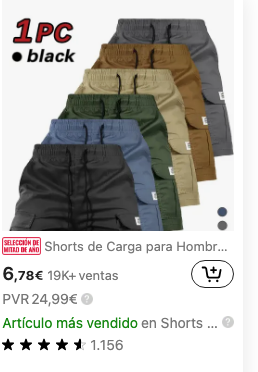 1PC
● black
SELECCIÓN DE
MITAD DE AÑO
Shorts de Carga para Hombr...
6,78€ 19K+ventas
PVR 24,99€ ?
Artículo más vendido en Shorts ... ?
1.156